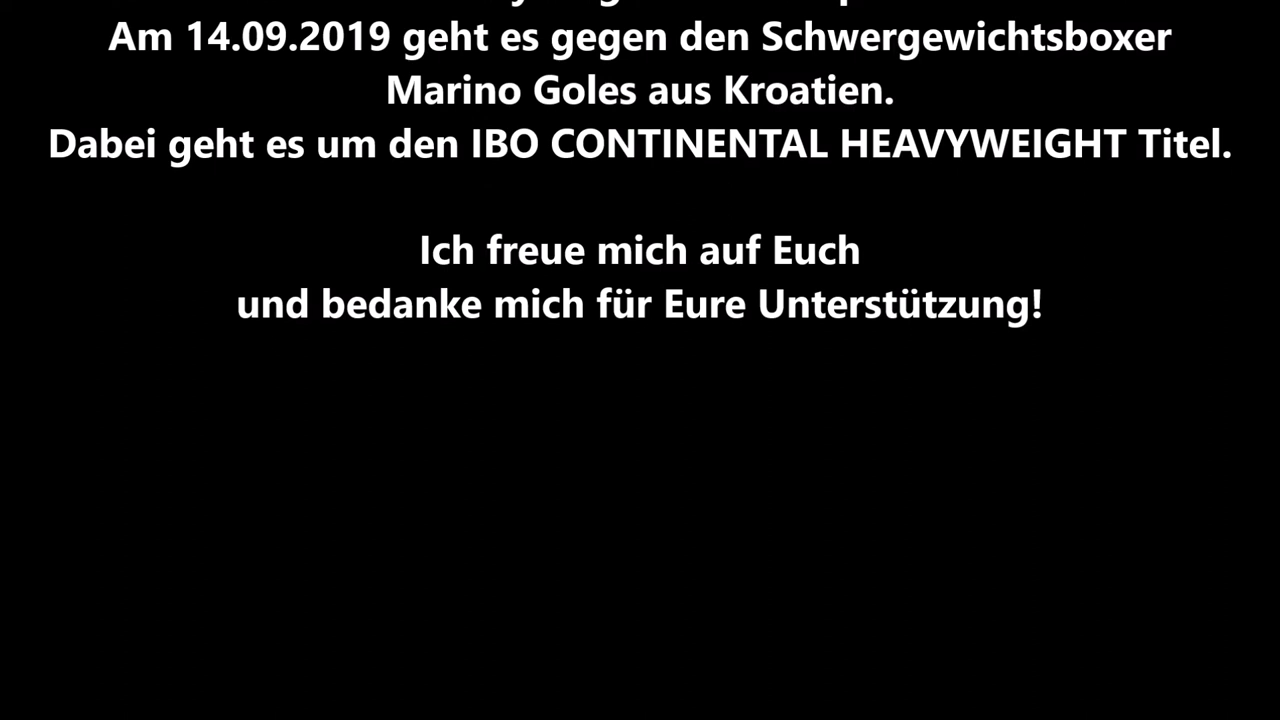 Am 14.09.2019 geht es gegen den Schwergewichtsboxer
Marino Goles aus Kroatien.
Dabei geht es um den IBO CONTINENTAL HEAVYWEIGHT Titel.
Ich freue mich auf Euch
und bedanke mich für Eure Unterstützung!